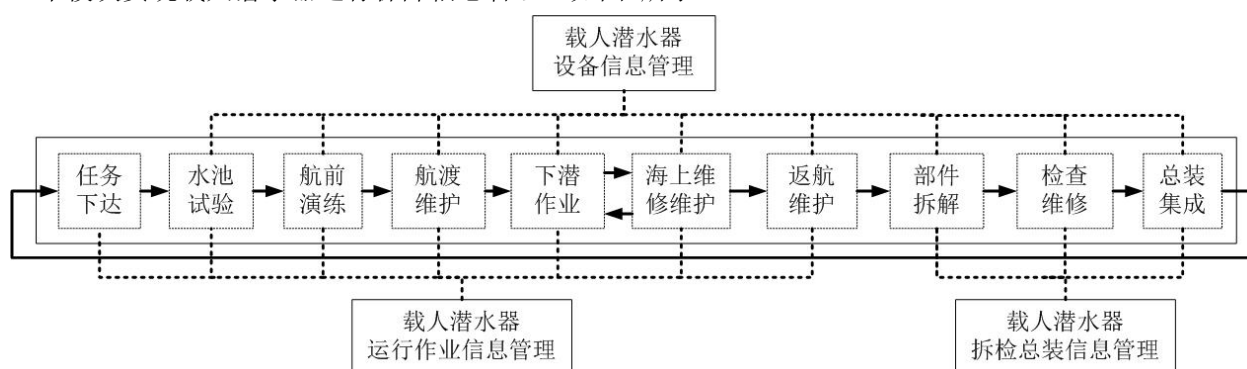 载人潜水器
设备信息管理
任务
下达
水池
试验
航前
演练
航渡
维护
下潜
作业
海上维
修维护
返航
维护
部件
拆解
检查
维修
总装
集成
载人潜水器
运行作业信息管理
载人潜水器
拆检总装信息管理